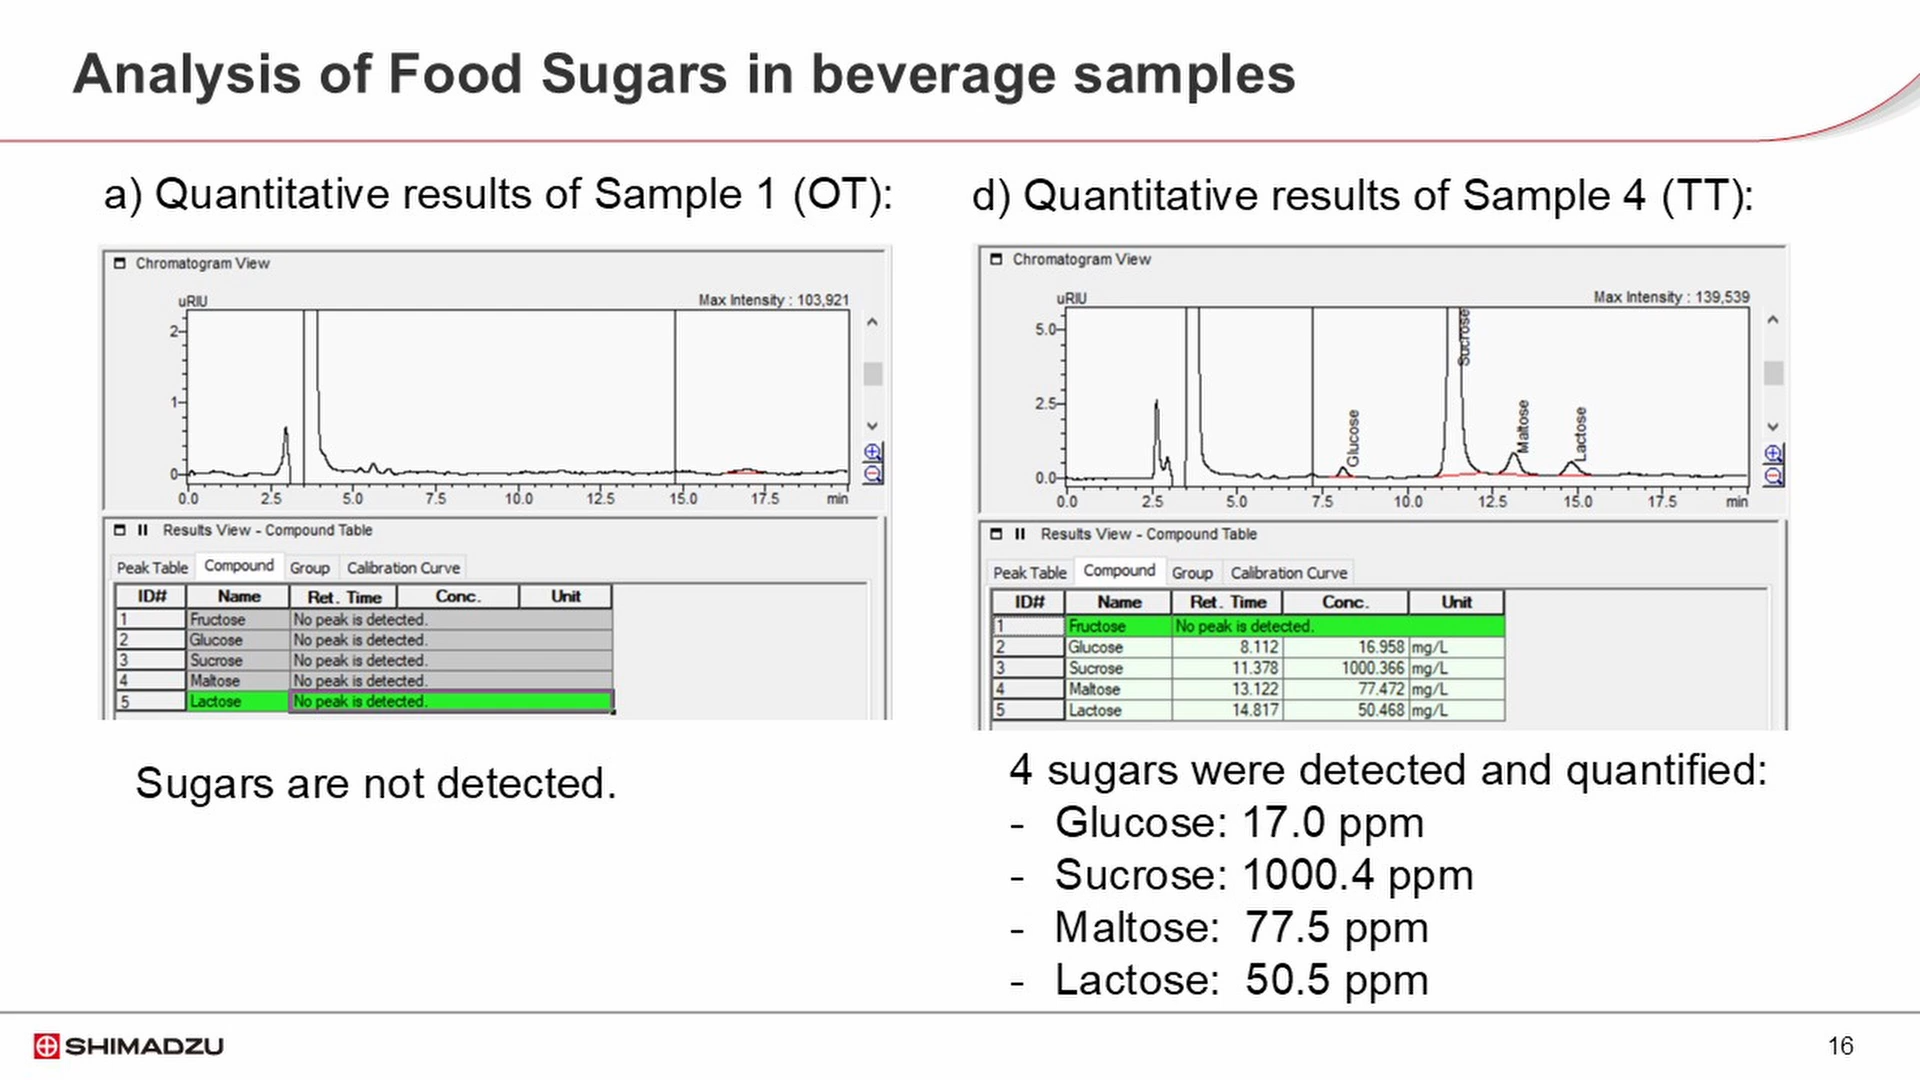 Analysis of Food Sugars in beverage samples
a) Quantitative results of Sample 1 (OT):
Chromatogram View
uRIU
Max Intensity : 103,921
2
1
0
0.0 2.5 5.0 7.5 10.0 12.5 15.0 17.5 min
Results View - Compound Table
Peak Table Compound Group Calibration Curve
ID# Name Ret. Time Conc. Unit
1 Fructose No peak is detected.
2 Glucose No peak is detected.
3 Sucrose No peak is detected.
4 Maltose No peak is detected.
5 Lactose No peak is detected.
Sugars are not detected.
d) Quantitative results of Sample 4 (TT):
Chromatogram View
uRIU
Max Intensity : 139,539
5.0
2.5
0.0
Glucose
Sucrose
Maltose
Lactose
0.0 2.5 5.0 7.5 10.0 12.5 15.0 17.5 min
Results View - Compound Table
Peak Table Compound Group Calibration Curve
ID# Name Ret. Time Conc. Unit
1 Fructose No peak is detected.
2 Glucose 8.112 16.958 mg/L
3 Sucrose 11.378 1000.366 mg/L
4 Maltose 13.122 77.472 mg/L
5 Lactose 14.817 50.468 mg/L
4 sugars were detected and quantified:
- Glucose: 17.0 ppm
- Sucrose: 1000.4 ppm
- Maltose: 77.5 ppm
- Lactose: 50.5 ppm
SHIMADZU
16